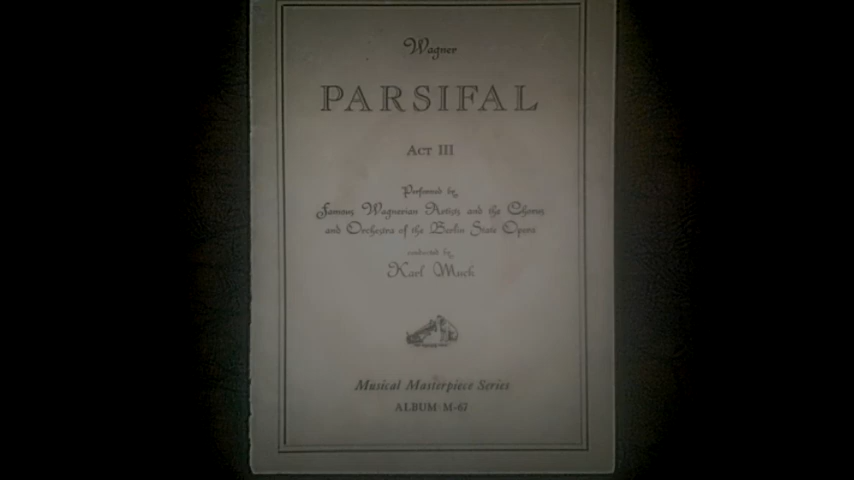 Wagner
PARSIFAL
ACT III
Performed by
Famous Wagnerian Artists and the Chorus
and Orchestra of the Berlin State Opera
conducted by
Karl Muck
Musical Masterpiece Series
ALBUM M-67